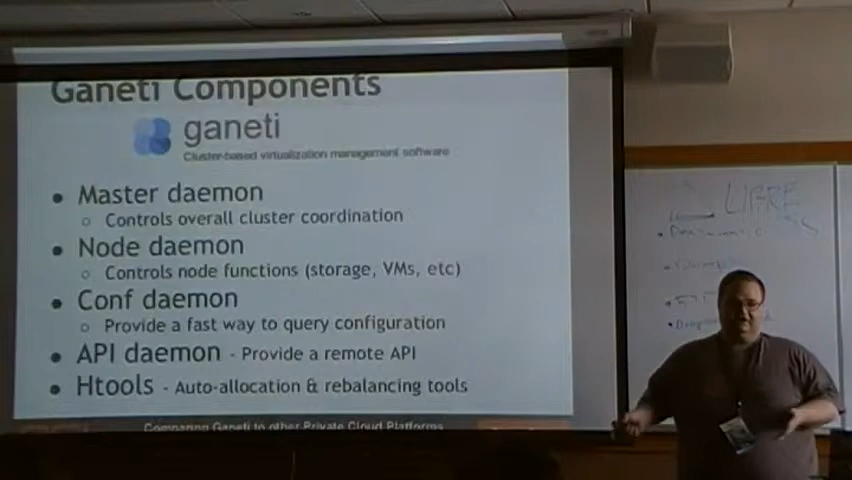 Ganeti Components
ganeti
Cluster-based virtualization management software
• Master daemon
○ Controls overall cluster coordination
• Node daemon
○ Controls node functions (storage, VMs, etc)
• Conf daemon
○ Provide a fast way to query configuration
• API daemon - Provide a remote API
• Htools - Auto-allocation & rebalancing tools
Comparing Ganeti to other Private Cloud Platforms
LIBRE